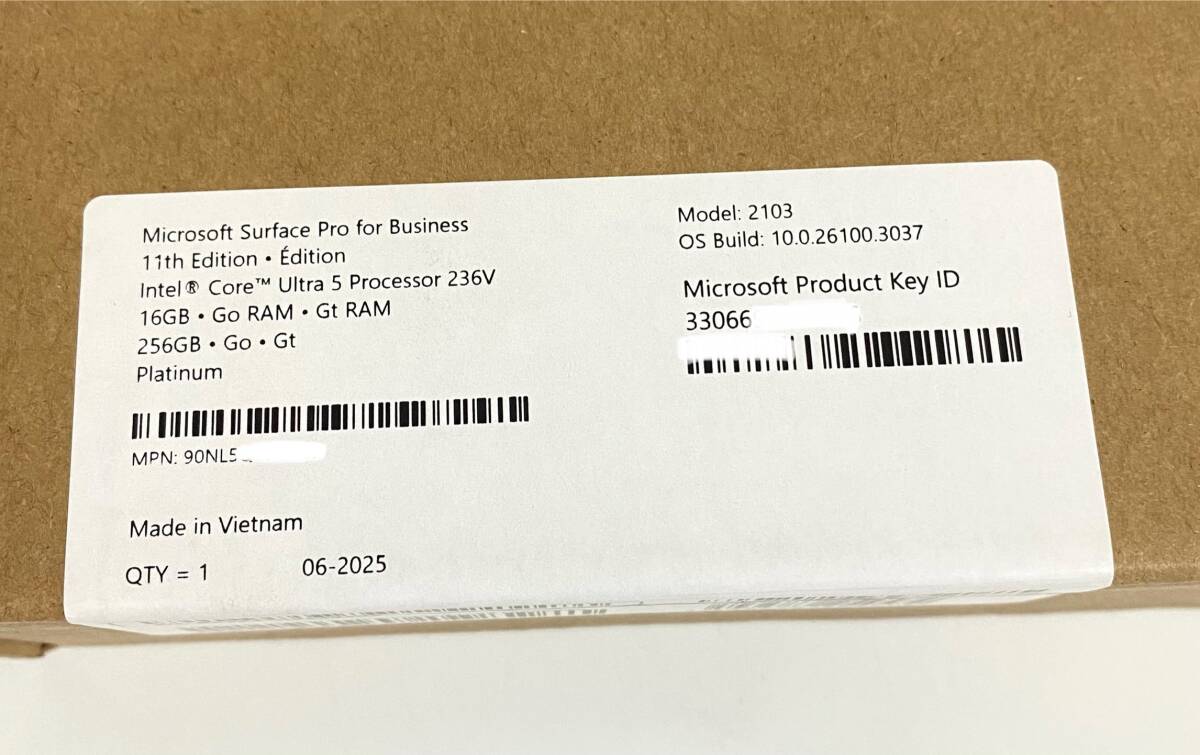 Microsoft Surface Pro for Business
11th Edition • Édition
Intel® Core™ Ultra 5 Processor 236V
16GB • Go RAM • Gt RAM
256GB • Go • Gt
Platinum
MPN: 90NL5
Made in Vietnam
QTY = 1 06-2025
Model: 2103
OS Build: 10.0.26100.3037
Microsoft Product Key ID
33066